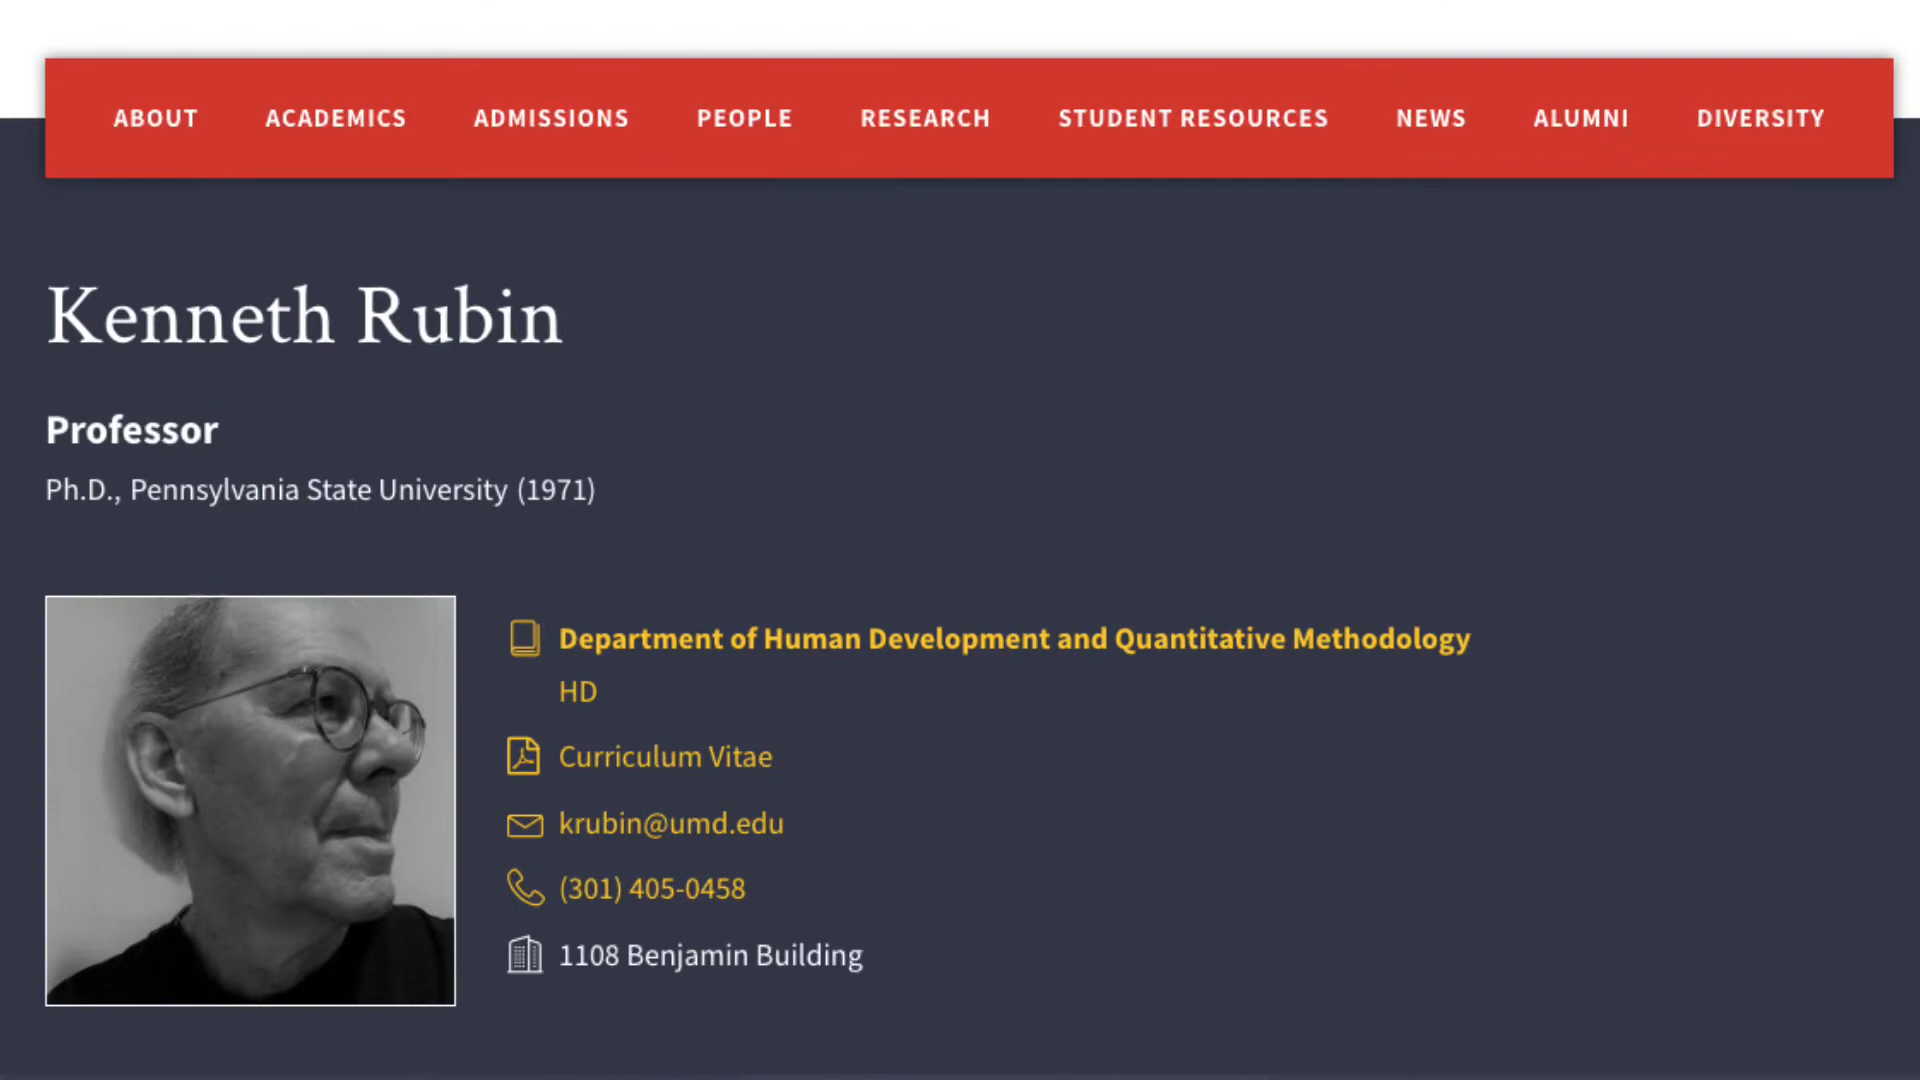 ABOUT ACADEMICS ADMISSIONS PEOPLE RESEARCH STUDENT RESOURCES NEWS ALUMNI DIVERSITY
Kenneth Rubin
Professor
Ph.D., Pennsylvania State University (1971)
Department of Human Development and Quantitative Methodology
HD
Curriculum Vitae
krubin@umd.edu
(301) 405-0458
1108 Benjamin Building